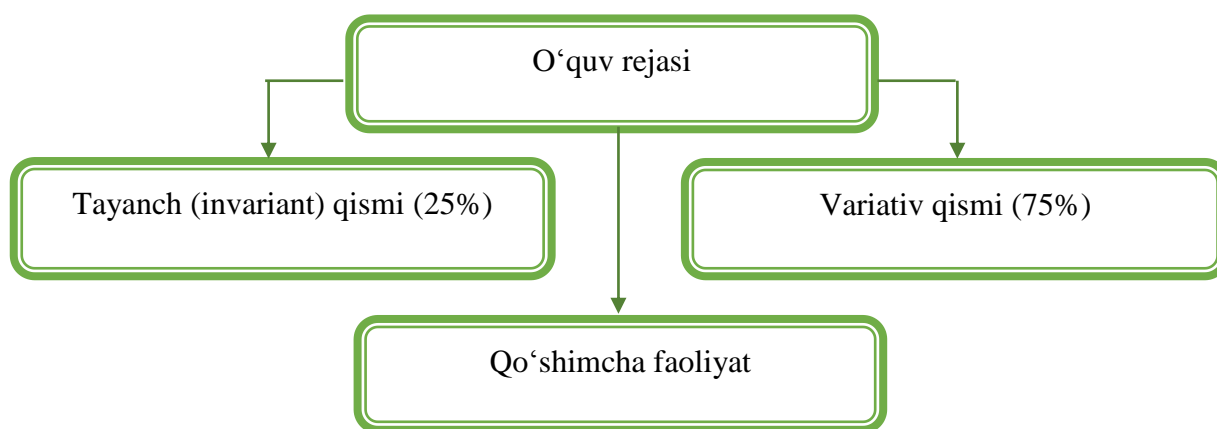 O‘quv rejasi
Tayanch (invariant) qismi (25%)
Variativ qismi (75%)
Qo‘shimcha faoliyat